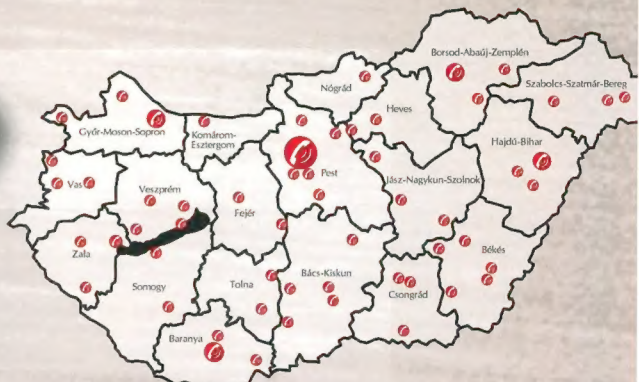 Borsod-Abaúj-Zemplén
Nógrád
Szabolcs-Szatmár-Bereg
Heves
Győr-Moson-Sopron
Komárom-
Esztergom
Hajdú-Bihar
Pest
Jász-Nagykun-Szolnok
Vas
Veszprém
Fejér
Zala
Békés
Somogy
Tolna
Bács-Kiskun
Csongrád
Baranya